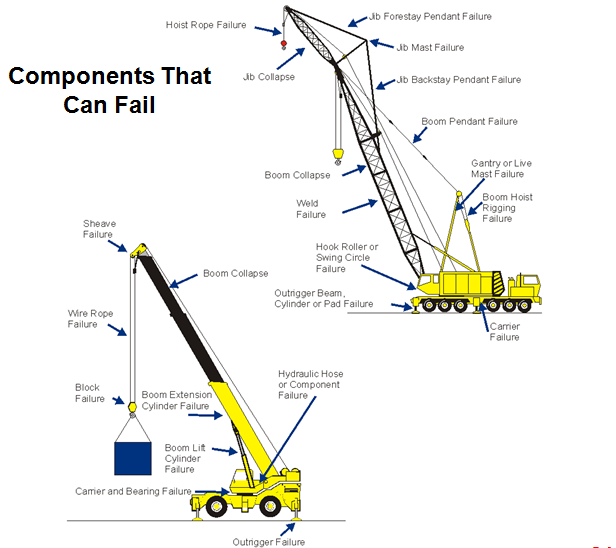 Components That
Can Fail
Hoist Rope Failure
Jib Forestay Pendant Failure
Jib Mast Failure
Jib Collapse
Jib Backstay Pendant Failure
Boom Pendant Failure
Gantry or Live
Mast Failure
Boom Collapse
Boom Hoist
Rigging
Failure
Weld
Failure
Hook Roller or
Swing Circle
Failure
Outrigger Beam,
Cylinder or Pad Failure
Carrier
Failure
Sheave
Failure
Boom Collapse
Wire Rope
Failure
Hydraulic Hose
or Component
Failure
Block
Failure
Boom Extension
Cylinder Failure
Boom Lift
Cylinder
Failure
Carrier and Bearing Failure
Outrigger Failure